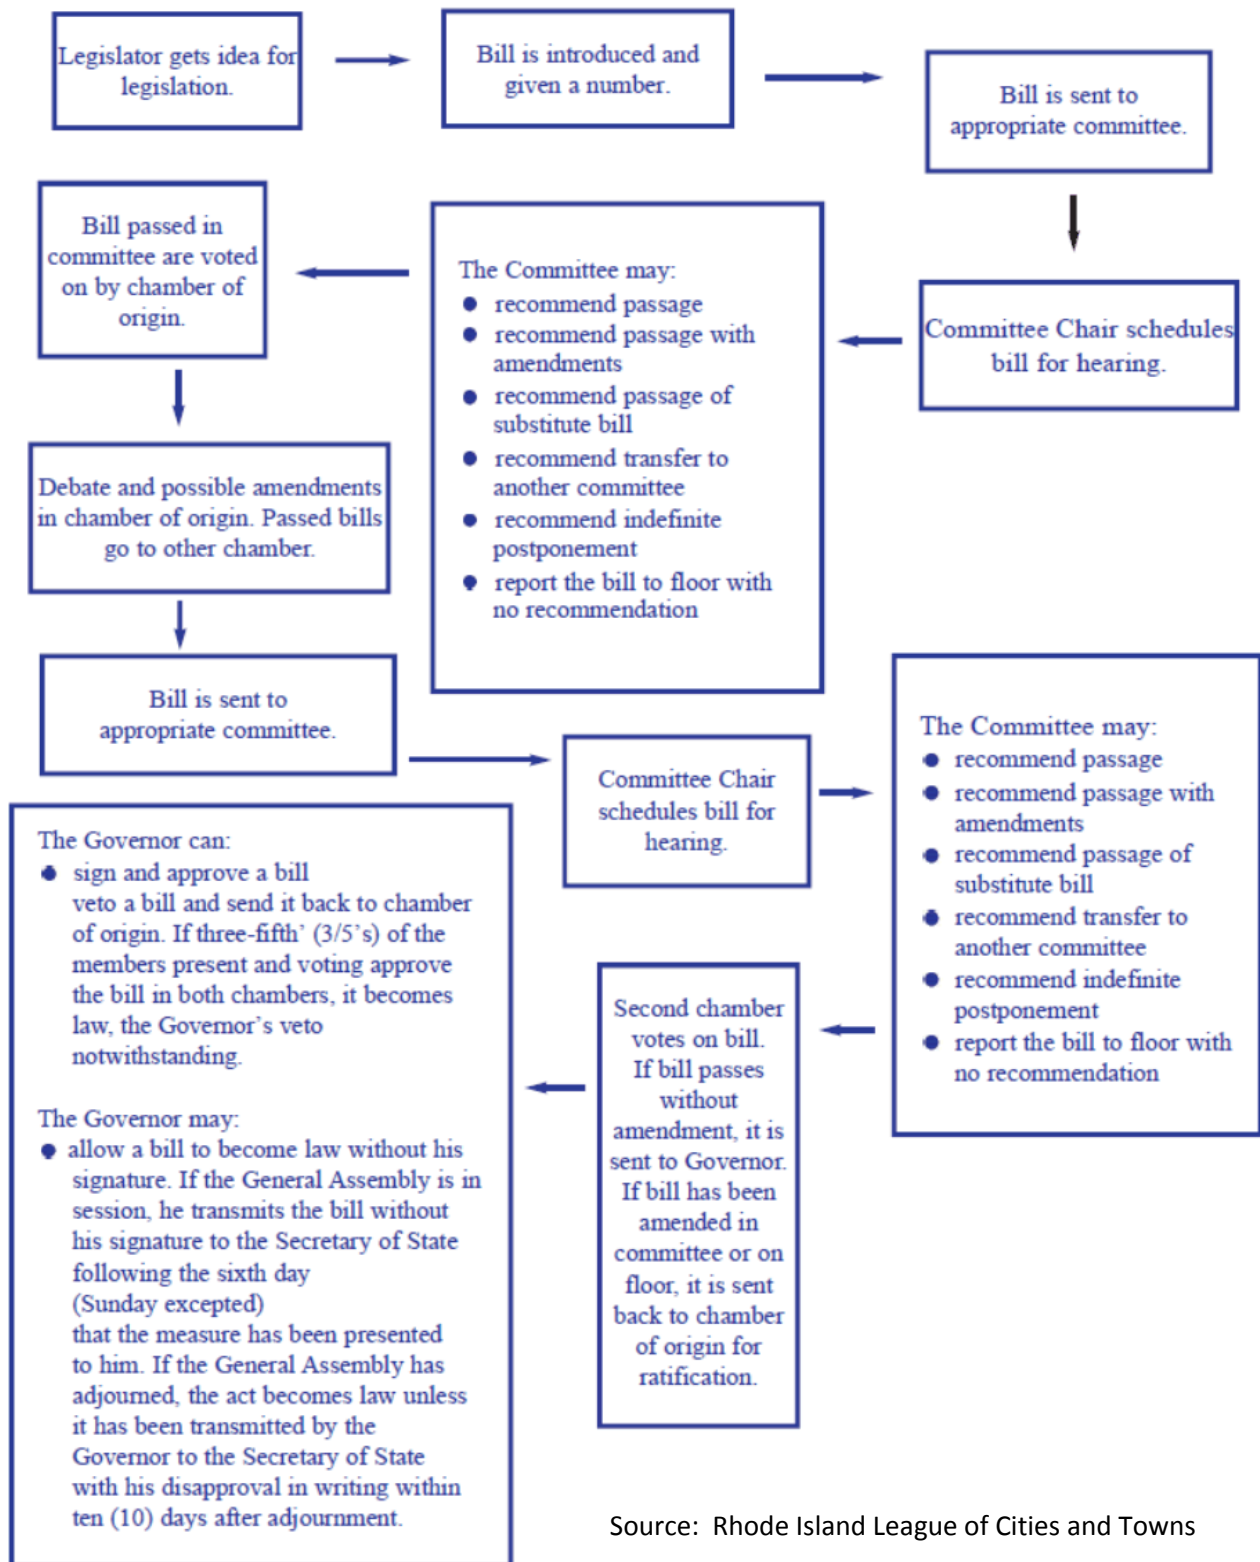 Legislator gets idea for
legislation.
Bill is introduced and
given a number.
Bill is sent to
appropriate committee.
Committee Chair schedules
bill for hearing.
The Committee may:
● recommend passage
● recommend passage with
amendments
● recommend passage of
substitute bill
● recommend transfer to
another committee
● recommend indefinite
postponement
● report the bill to floor with
no recommendation
Bill passed in
committee are voted
on by chamber of
origin.
Debate and possible amendments
in chamber of origin. Passed bills
go to other chamber.
Bill is sent to
appropriate committee.
Committee Chair
schedules bill for
hearing.
The Committee may:
● recommend passage
● recommend passage with
amendments
● recommend passage of
substitute bill
● recommend transfer to
another committee
● recommend indefinite
postponement
● report the bill to floor with
no recommendation
Second chamber
votes on bill.
If bill passes
without
amendment, it is
sent to Governor.
If bill has been
amended in
committee or on
floor, it is sent
back to chamber
of origin for
ratification.
The Governor can:
● sign and approve a bill
veto a bill and send it back to chamber
of origin. If three-fifth’ (3/5’s) of the
members present and voting approve
the bill in both chambers, it becomes
law, the Governor’s veto
notwithstanding.
The Governor may:
● allow a bill to become law without his
signature. If the General Assembly is in
session, he transmits the bill without
his signature to the Secretary of State
following the sixth day
(Sunday excepted)
that the measure has been presented
to him. If the General Assembly has
adjourned, the act becomes law unless
it has been transmitted by the
Governor to the Secretary of State
with his disapproval in writing within
ten (10) days after adjournment.
Source: Rhode Island League of Cities and Towns